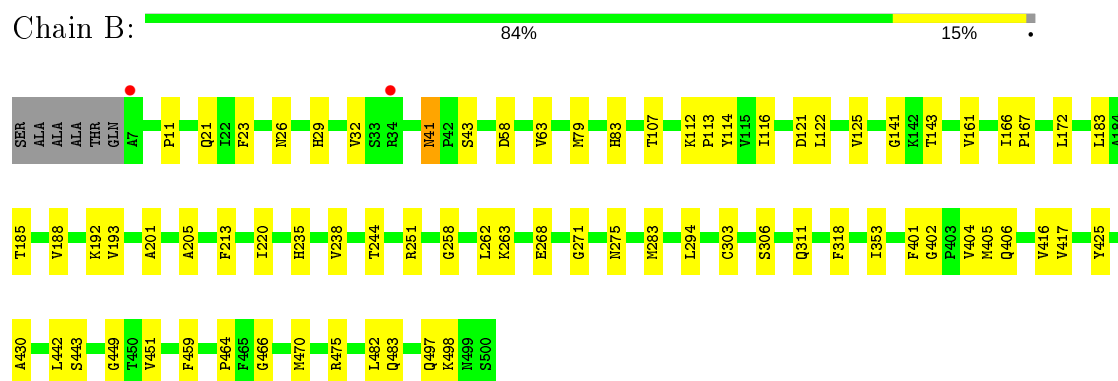 Chain B:
84% 15% •
SER ALA ALA ALA THR GLN A7 P11 Q21 I22 F23 N26 H29 V32 S33 R34 N41 P42 S43 D58 V63 M79 H83 T107 K112 P113 Y114 V115 I116 D121 L122 V125 G141 K142 T143 V161 I166 P167 L172 L183 A184
T185 V188 K192 V193 A201 A205 F213 I220 H235 V238 T244 R251 G258 L262 K263 E268 G271 N275 M283 L294 C303 S306 Q311 F318 I353 F401 G402 P403 V404 M405 Q406 V416 V417 Y425
A430 L442 S443 G449 T450 V451 F459 P464 F465 G466 M470 R475 L482 Q483 Q497 K498 N499 S500